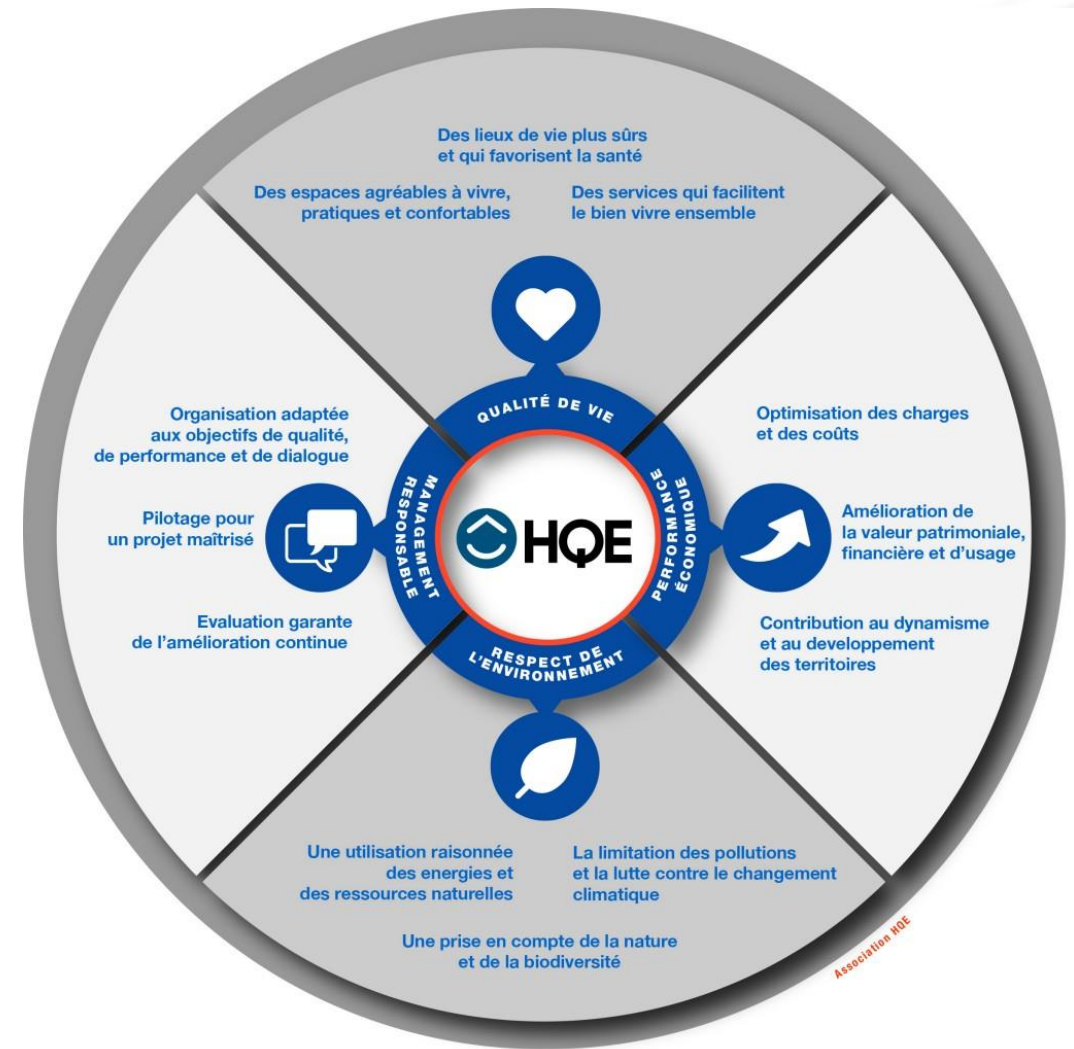 Des lieux de vie plus sûrs
et qui favorisent la santé
Des espaces agréables à vivre,
pratiques et confortables
Des services qui facilitent
le bien vivre ensemble
QUALITÉ DE VIE
Organisation adaptée
aux objectifs de qualité,
de performance et de dialogue
Pilotage pour
un projet maîtrisé
Evaluation garante
de l'amélioration continue
MANAGEMENT
RESPONSABLE
HQE
PERFORMANCE
ÉCONOMIQUE
Optimisation des charges
et des coûts
Amélioration de
la valeur patrimoniale,
financière et d'usage
Contribution au dynamisme
et au developpement
des territoires
RESPECT DE
L'ENVIRONNEMENT
Une utilisation raisonnée
des energies et
des ressources naturelles
La limitation des pollutions
et la lutte contre le changement
climatique
Une prise en compte de la nature
et de la biodiversité
Association HQE